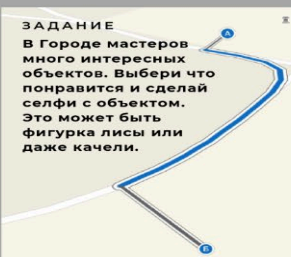 ЗАДАНИЕ
А
В Городе мастеров
много интересных
объектов. Выбери что
понравится и сделай
селфи с объектом.
Это может быть
фигурка лисы или
даже качели.
Б